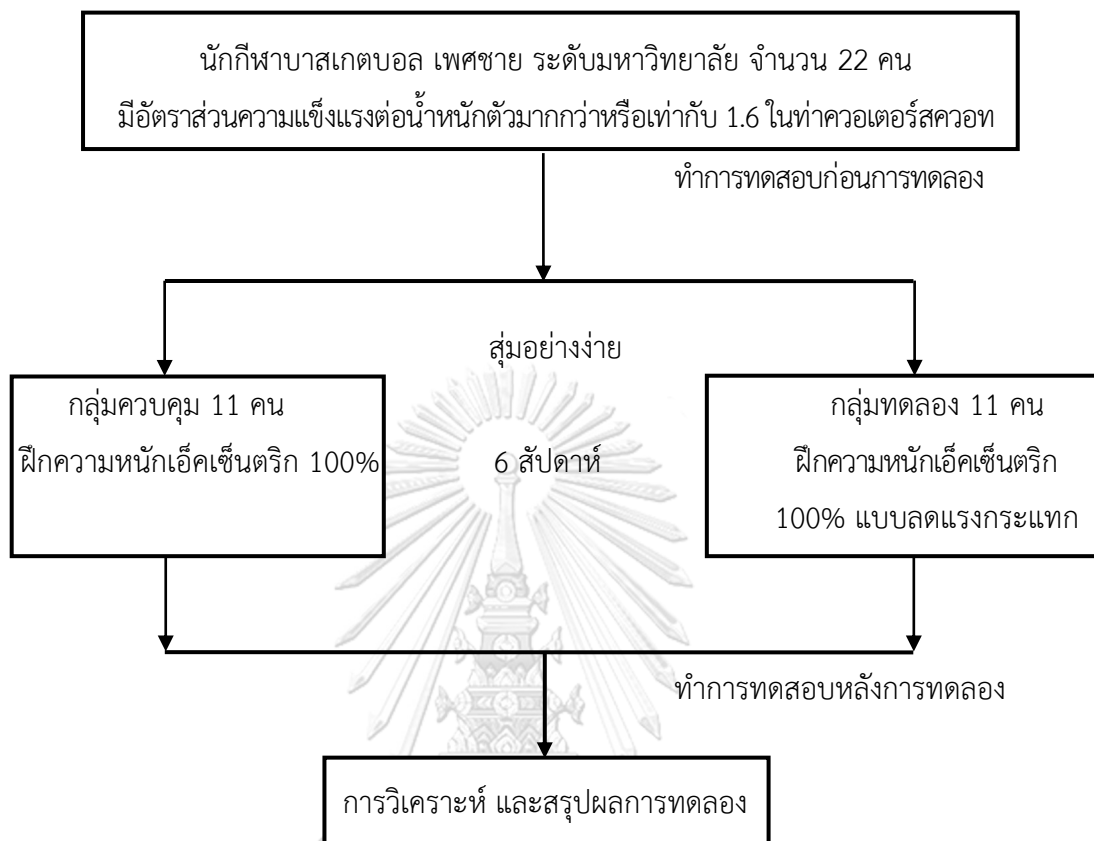 นักกีฬาบาสเกตบอล เพศชาย ระดับมหาวิทยาลัย จำนวน 22 คน
มีอัตราส่วนความแข็งแรงต่อน้ำหนักตัวมากกว่าหรือเท่ากับ 1.6 ในท่าควอเตอร์สควอท
ทำการทดสอบก่อนการทดลอง
สุ่มอย่างง่าย
กลุ่มควบคุม 11 คน
ฝึกความหนักเอ็คเซ็นตริก 100%
6 สัปดาห์
กลุ่มทดลอง 11 คน
ฝึกความหนักเอ็คเซ็นตริก
100% แบบลดแรงกระแทก
ทำการทดสอบหลังการทดลอง
การวิเคราะห์ และสรุปผลการทดลอง